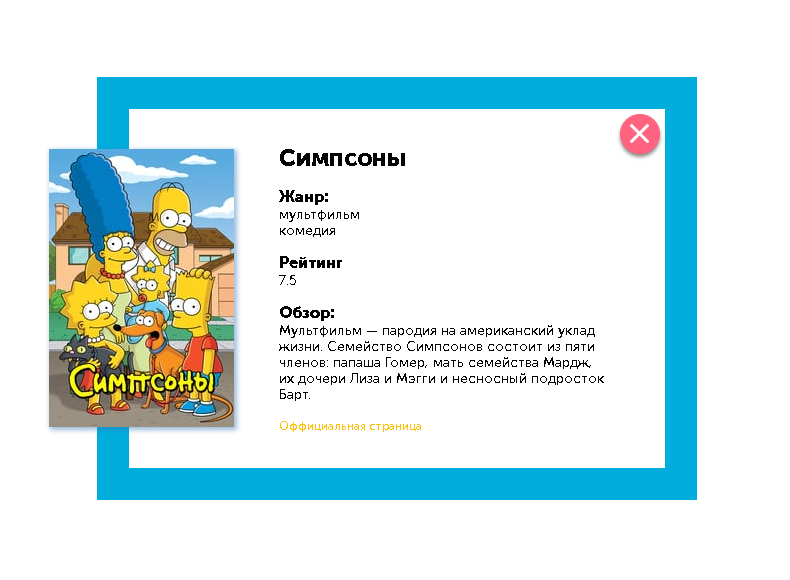 Симпсоны
Жанр:
мультфильм
комедия
Рейтинг
7.5
Обзор:
Мультфильм — пародия на американский уклад
жизни. Семейство Симпсонов состоит из пяти
членов: папаша Гомер, мать семейства Мардж,
их дочери Лиза и Мэгги и несносный подросток
Барт.
Оффициальная страница
Симпсоны